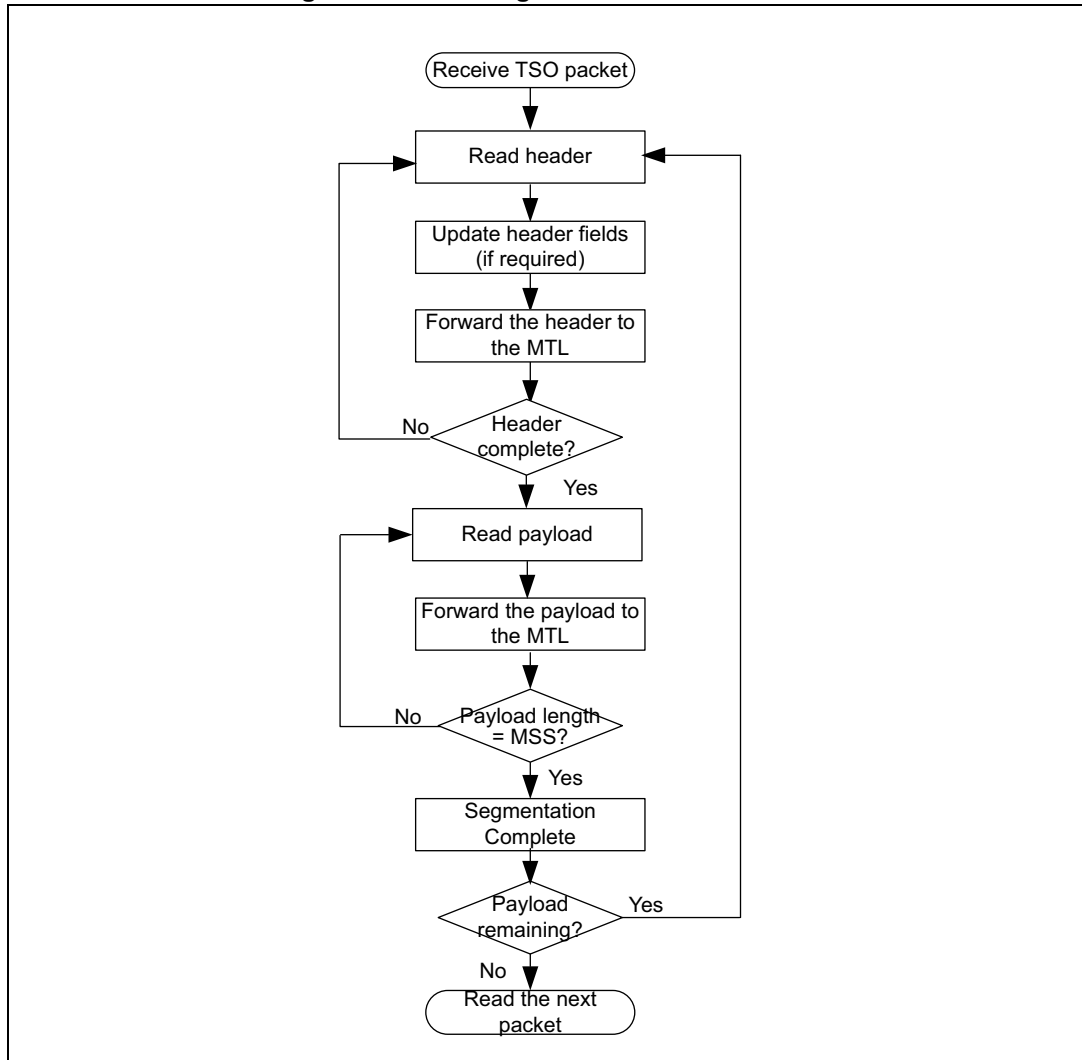 Receive TSO packet
Read header
Update header fields
(if required)
Forward the header to
the MTL
No
Header
complete?
Yes
Read payload
Forward the payload to
the MTL
No
Payload length
= MSS?
Yes
Segmentation
Complete
Payload
remaining?
Yes
No
Read the next
packet